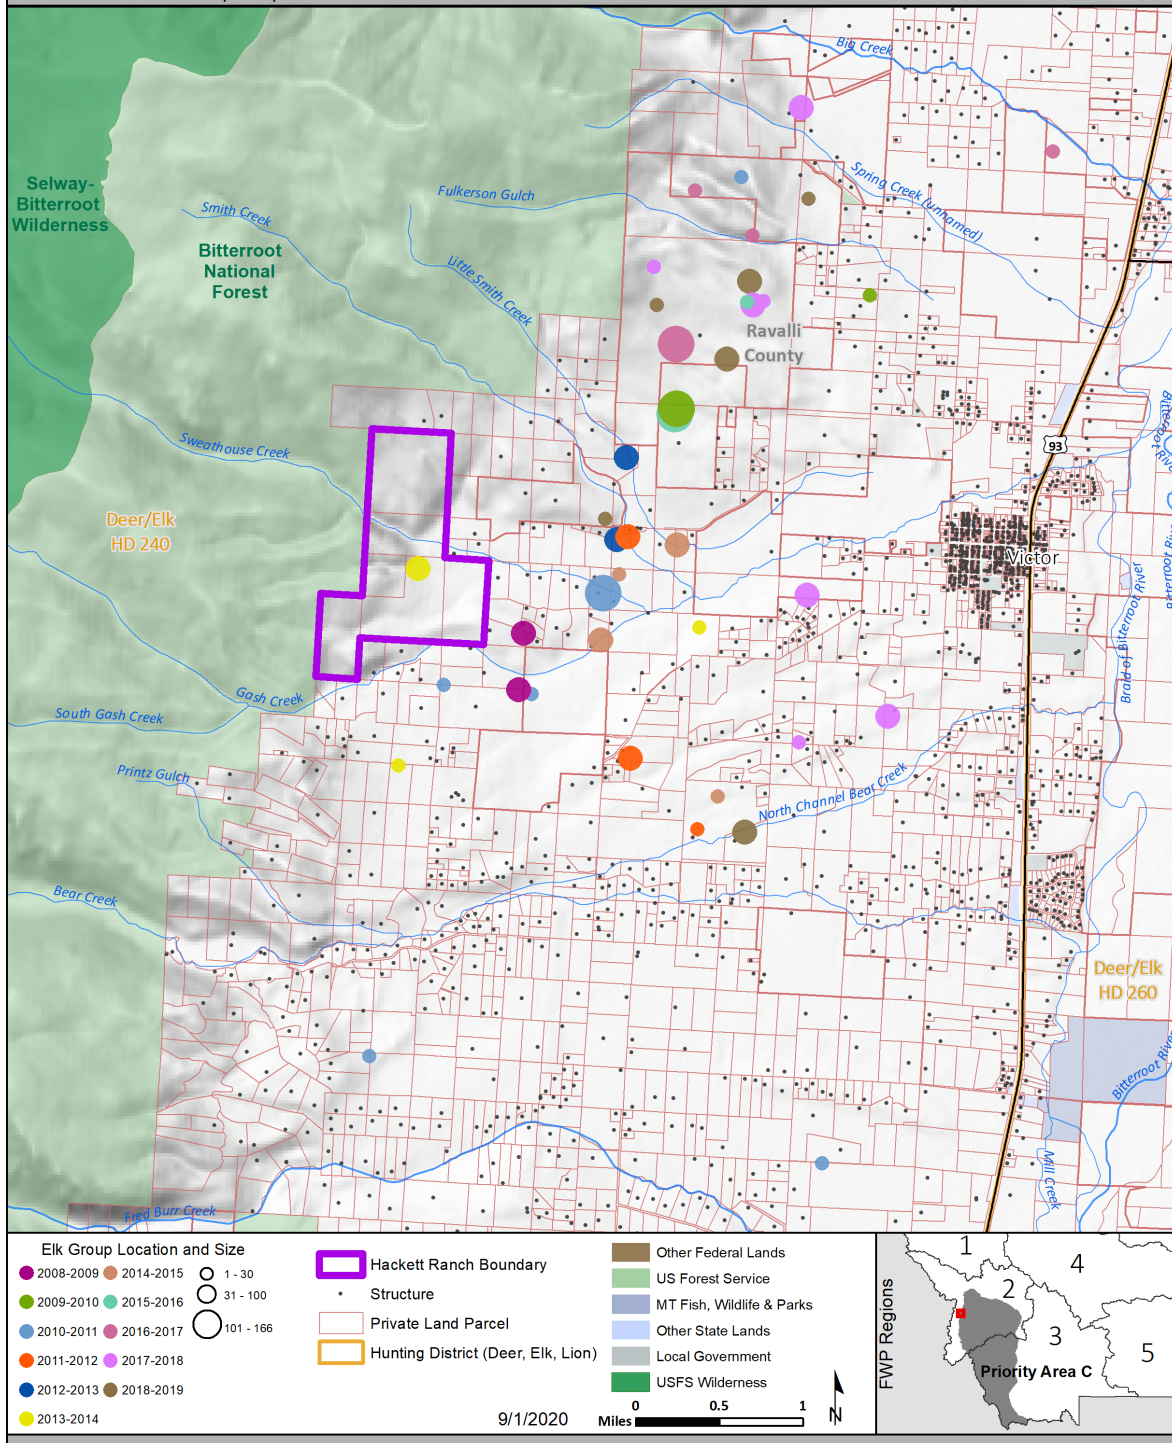 Big Creek
Selway-
Bitterroot
Wilderness
Smith Creek
Fulkerson Gulch
Spring Creek (unnamed)
Bitterroot
National
Forest
Little Smith Creek
Ravalli
County
Sweathouse Creek
93
Deer/Elk
HD 240
Victor
Braid of Bitterroot River
Gash Creek
South Gash Creek
Printz Gulch
North Channel Bear Creek
Bear Creek
Deer/Elk
HD 260
Bitterroot River
Mill Creek
Fred Burr Creek
Elk Group Location and Size
2008-2009
2009-2010
2010-2011
2011-2012
2012-2013
2013-2014
2014-2015
2015-2016
2016-2017
2017-2018
2018-2019
1 - 30
31 - 100
101 - 166
Hackett Ranch Boundary
Structure
Private Land Parcel
Hunting District (Deer, Elk, Lion)
9/1/2020
Other Federal Lands
US Forest Service
MT Fish, Wildlife & Parks
Other State Lands
Local Government
USFS Wilderness
0 0.5 1
Miles
N
FWP Regions
1
2
3
4
5
Priority Area C